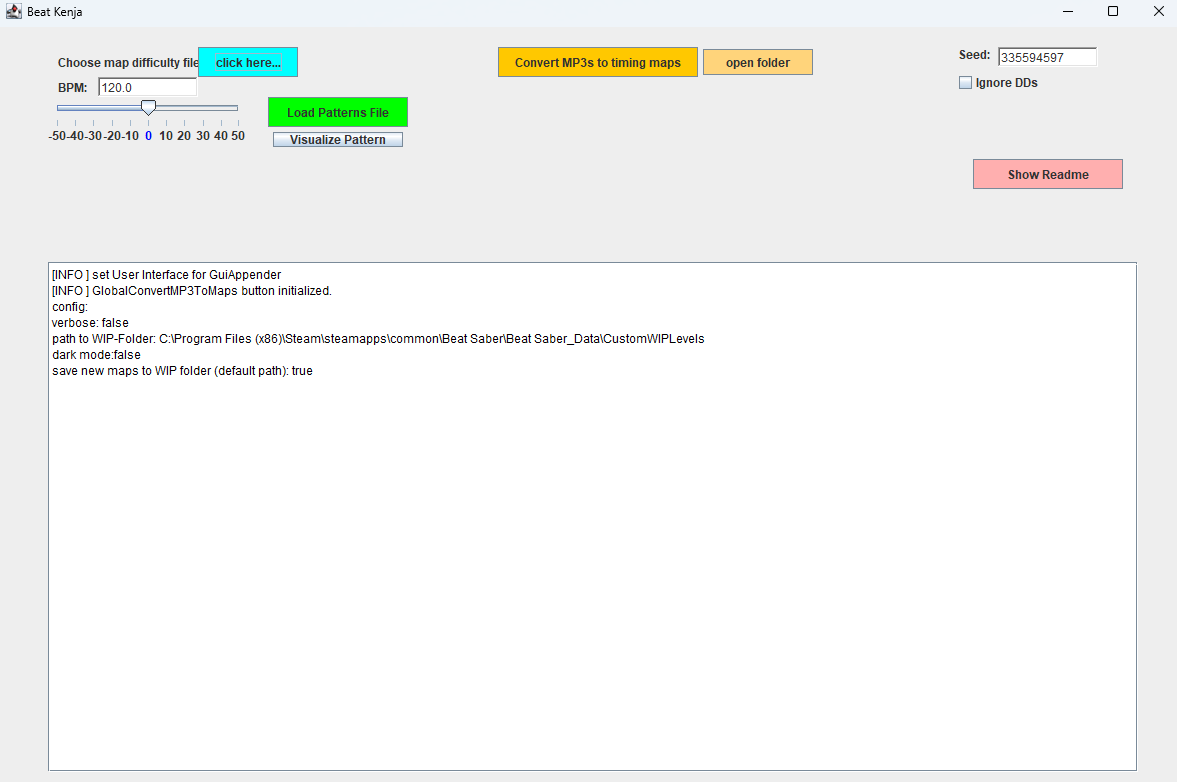 Beat Kenja
Choose map difficulty file
click here...
Convert MP3s to timing maps
open folder
Seed:
335594597
BPM:
120.0
Ignore DDs
Load Patterns File
-50-40-30-20-10 0 10 20 30 40 50
Visualize Pattern
Show Readme
[INFO ] set User Interface for GuiAppender
[INFO ] GlobalConvertMP3ToMaps button initialized.
config:
verbose: false
path to WIP-Folder: C:\Program Files (x86)\Steam\steamapps\common\Beat Saber\Beat Saber_Data\CustomWIPLevels
dark mode:false
save new maps to WIP folder (default path): true